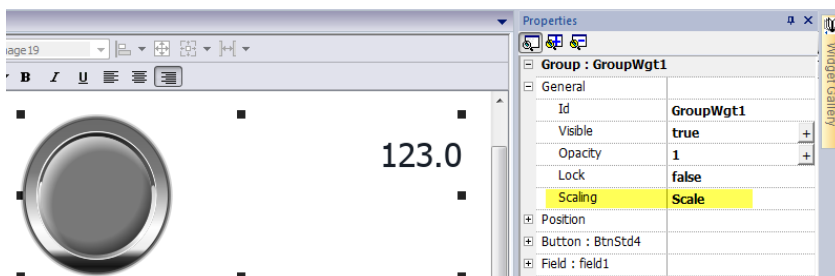 Properties
age19
B I U
Group : GroupWgt1
General
Id GroupWgt1
Visible true +
Opacity 1 +
Lock false
Scaling Scale
Position
Button : BtnStd4
Field : field1
123.0
Widget Gallery